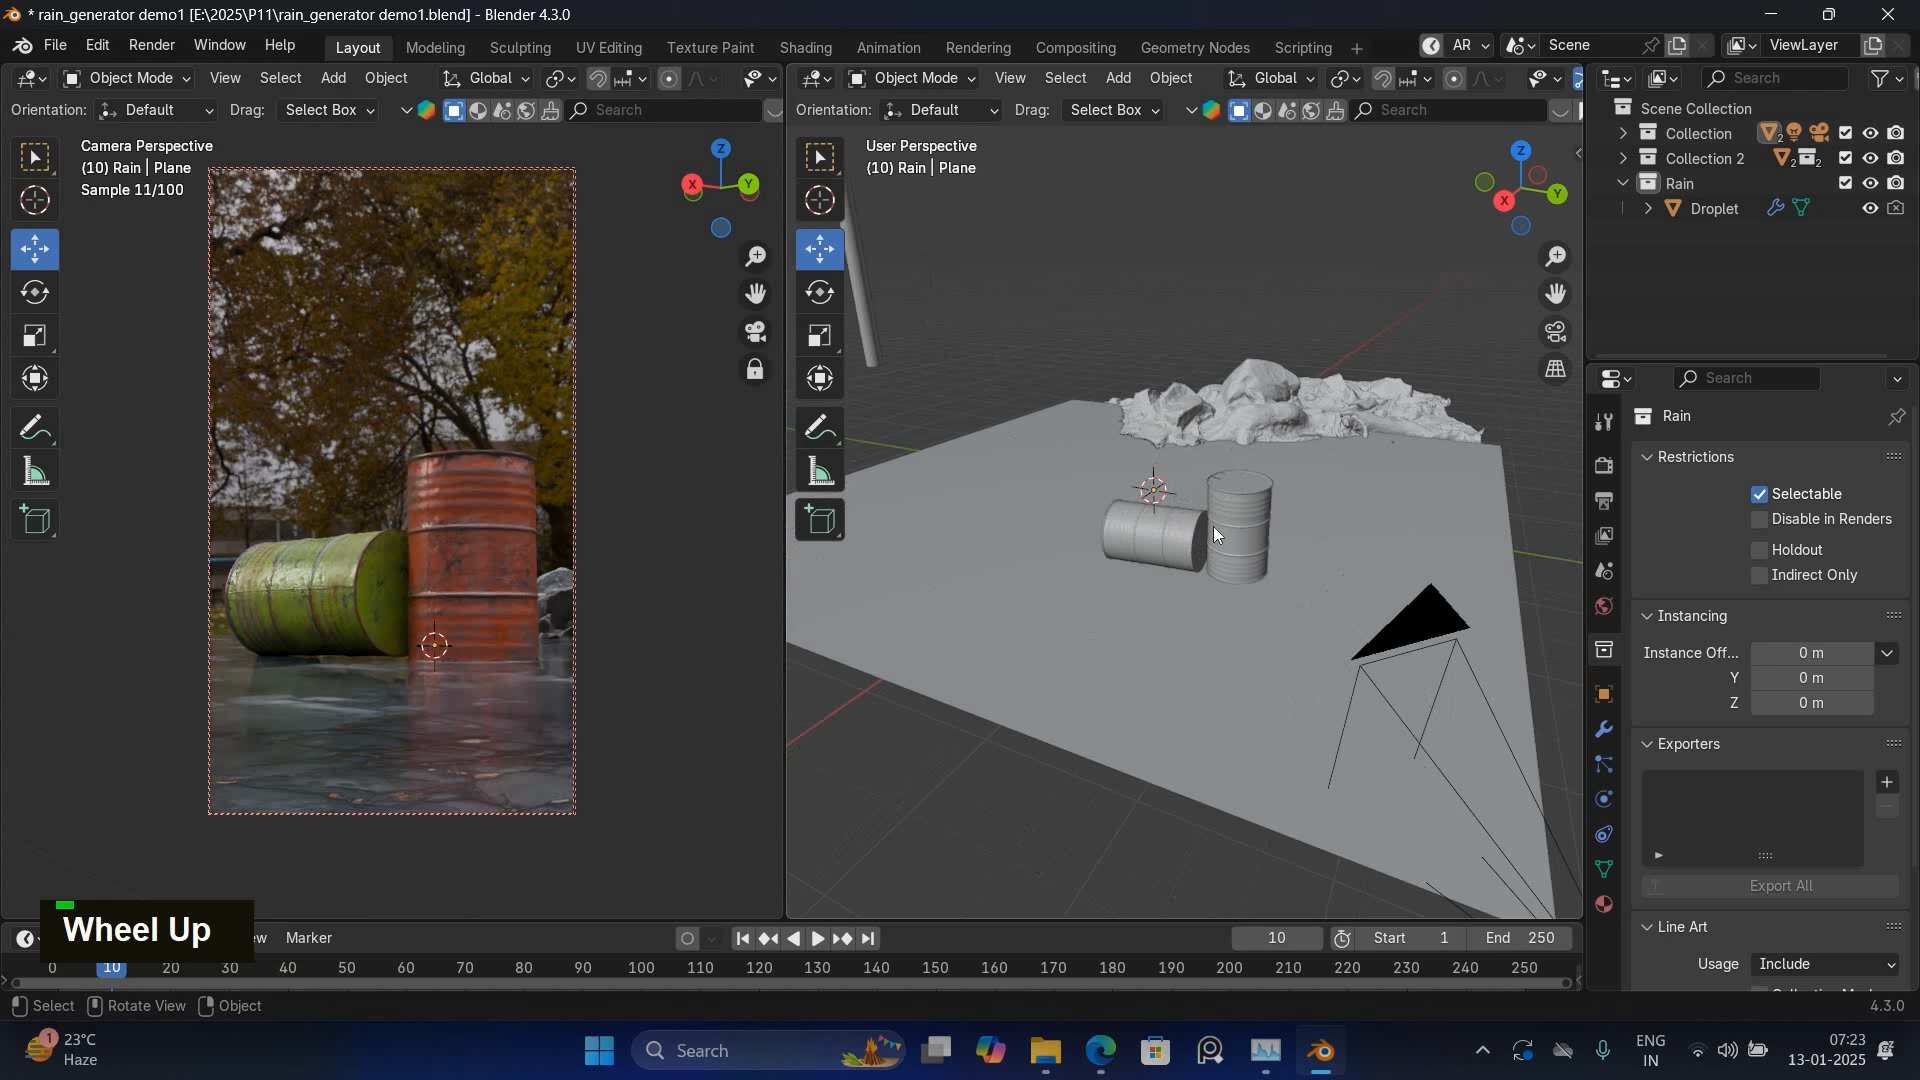 * rain_generator demo1 [E:\2025\P11\rain_generator demo1.blend] - Blender 4.3.0
File Edit Render Window Help Layout Modeling Sculpting UV Editing Texture Paint Shading Animation Rendering Compositing Geometry Nodes Scripting + AR Scene ViewLayer
Object Mode View Select Add Object Global
Orientation: Default Drag: Select Box Search
Camera Perspective
(10) Rain | Plane
Sample 11/100
Z
X
Y
Object Mode View Select Add Object Global
Orientation: Default Drag: Select Box Search
User Perspective
(10) Rain | Plane
Z
X
Y
Search
Scene Collection
Collection 2
Collection 2 2 2
Rain
Droplet
Search
Rain
Restrictions
Selectable
Disable in Renders
Holdout
Indirect Only
Instancing
Instance Off... 0 m
Y 0 m
Z 0 m
Exporters
Export All
Line Art
Usage Include
Wheel Up
ew Marker
10 Start 1 End 250
0 10 20 30 40 50 60 70 80 90 100 110 120 130 140 150 160 170 180 190 200 210 220 230 240 250
Select Rotate View Object 4.3.0
1 23°C
Haze
Search
ENG
IN
07:23
13-01-2025